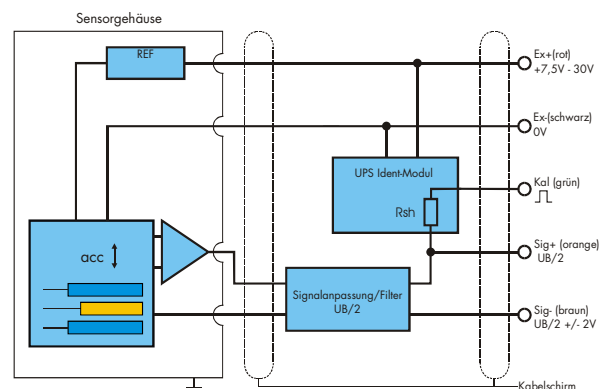 Sensorgehäuse
REF
Ex+(rot)
+7,5V - 30V
Ex-(schwarz)
0V
UPS Ident-Modul
Kal (grün)
Rsh
acc
Sig+ (orange)
UB/2
Signalanpassung/Filter
UB/2
Sig- (braun)
UB/2 +/- 2V
Kabelschirm